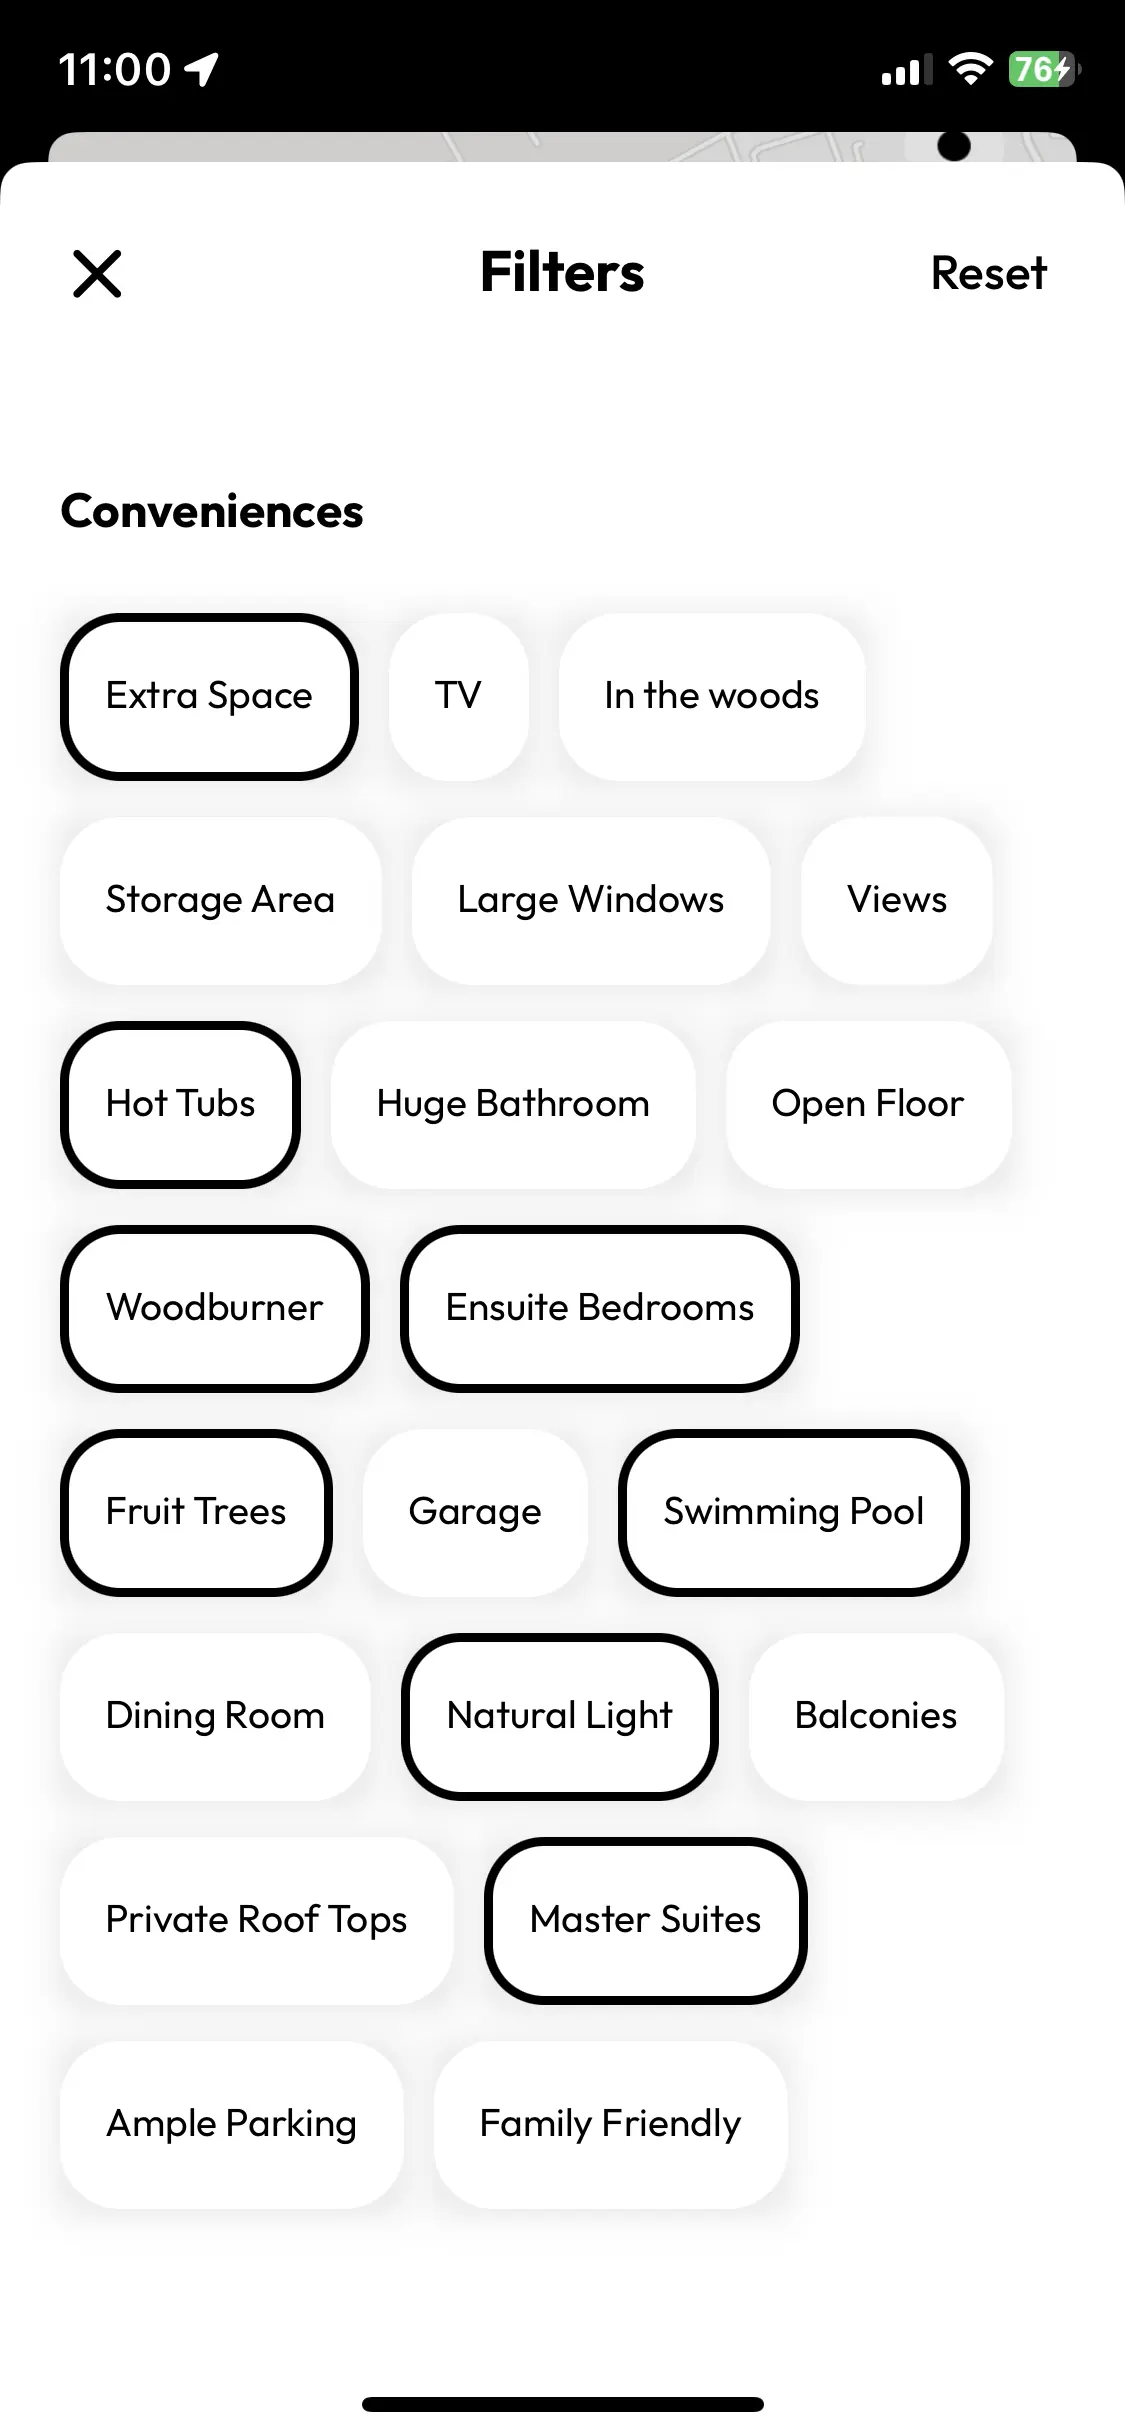 11:00 76
Filters Reset
Conveniences
Extra Space TV In the woods
Storage Area Large Windows Views
Hot Tubs Huge Bathroom Open Floor
Woodburner Ensuite Bedrooms
Fruit Trees Garage Swimming Pool
Dining Room Natural Light Balconies
Private Roof Tops Master Suites
Ample Parking Family Friendly